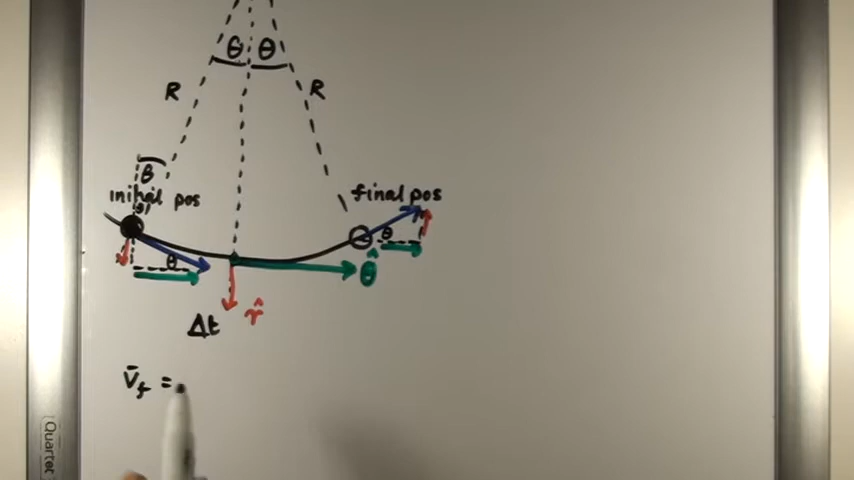 θ θ
R R
θ
initial pos final pos
θ θ
θ̂
r̂
Δt
v̄f =
Quartet